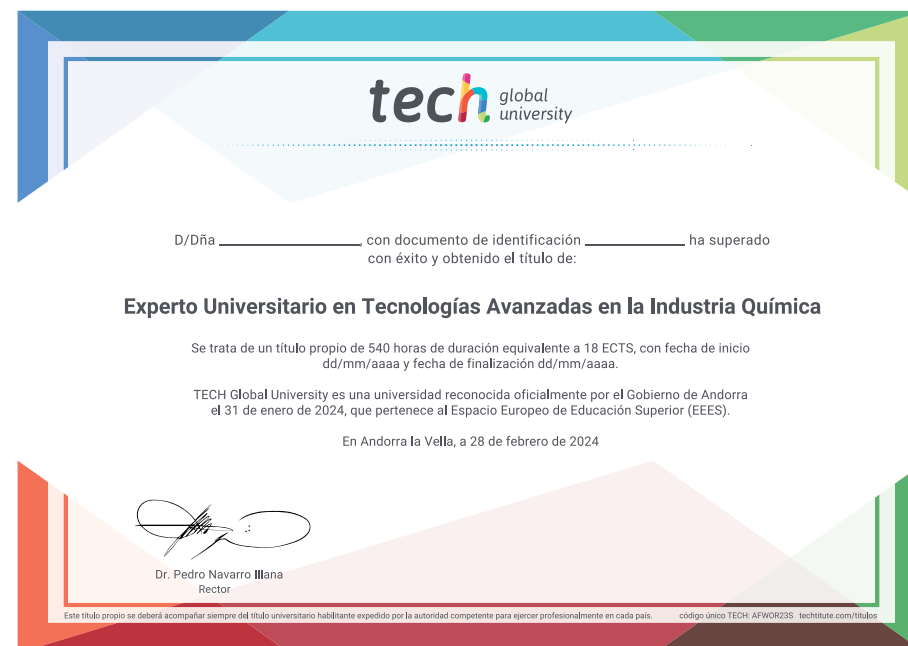 tech global university
D/Dña ____________________, con documento de identificación ______________ ha superado
con éxito y obtenido el título de:
Experto Universitario en Tecnologías Avanzadas en la Industria Química
Se trata de un título propio de 540 horas de duración equivalente a 18 ECTS, con fecha de inicio
dd/mm/aaaa y fecha de finalización dd/mm/aaaa.
TECH Global University es una universidad reconocida oficialmente por el Gobierno de Andorra
el 31 de enero de 2024, que pertenece al Espacio Europeo de Educación Superior (EEES).
En Andorra la Vella, a 28 de febrero de 2024
Dr. Pedro Navarro Illana
Rector
Este título propio se deberá acompañar siempre del título universitario habilitante expedido por la autoridad competente para ejercer profesionalmente en cada país. código único TECH: AFWOR23S techtitute.com/titulos